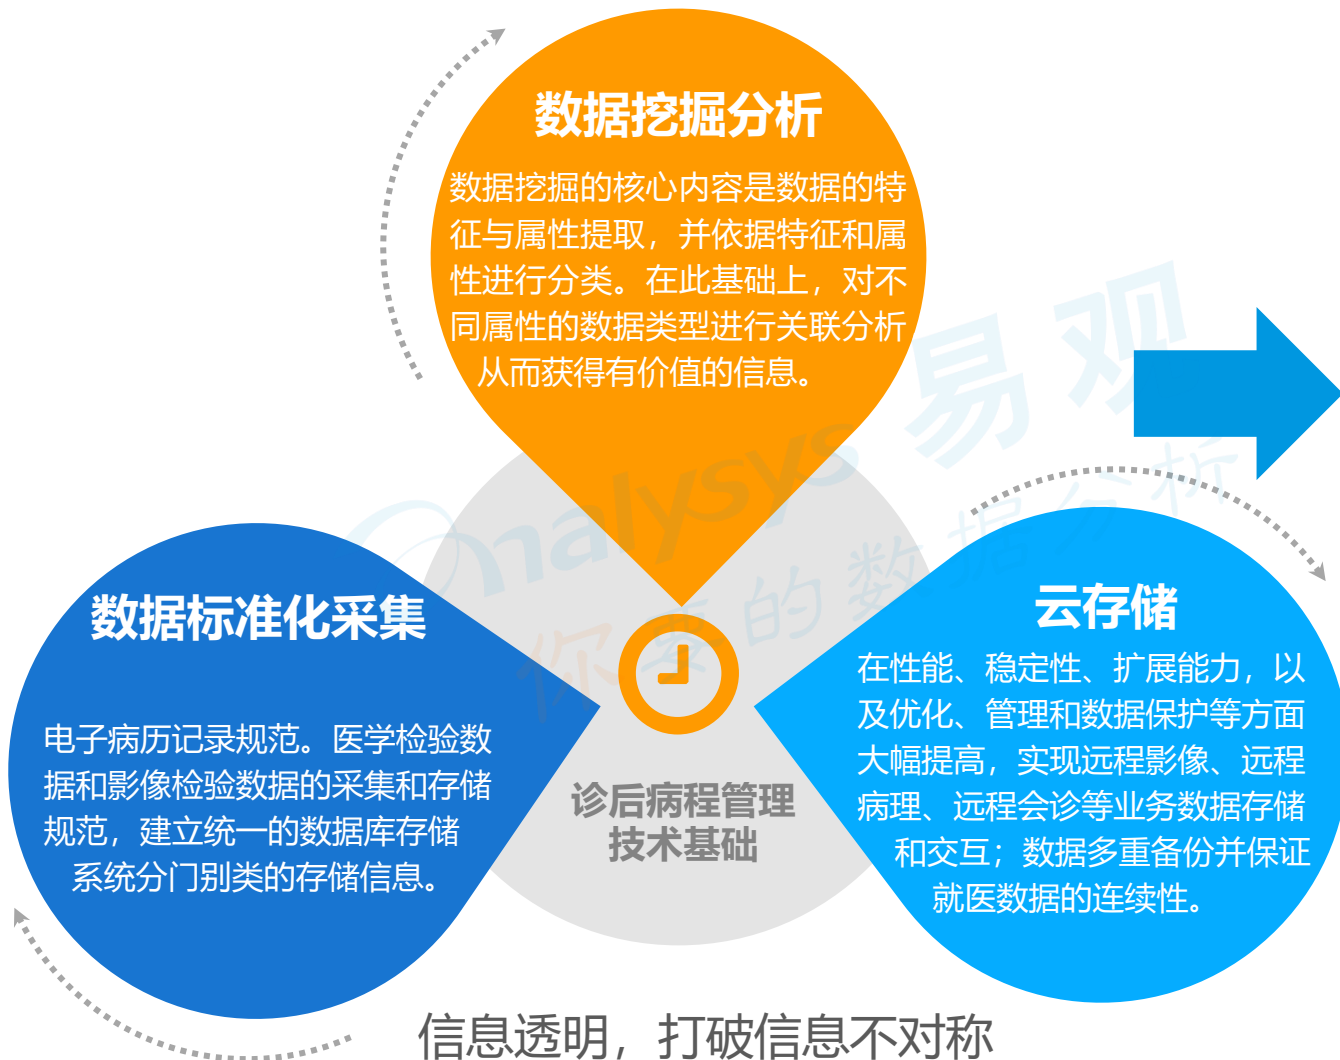 数据挖掘分析
数据挖掘的核心内容是数据的特
征与属性提取，并依据特征和属
性进行分类。在此基础上，对不
同属性的数据类型进行关联分析
从而获得有价值的信息。
数据标准化采集
电子病历记录规范。医学检验数
据和影像检验数据的采集和存储
规范，建立统一的数据库存储
系统分门别类的存储信息。
云存储
在性能、稳定性、扩展能力，以
及优化、管理和数据保护等方面
大幅提高，实现远程影像、远程
病理、远程会诊等业务数据存储
和交互；数据多重备份并保证
就医数据的连续性。
诊后病程管理
技术基础
信息透明，打破信息不对称
analysys 易观
你要的数据分析